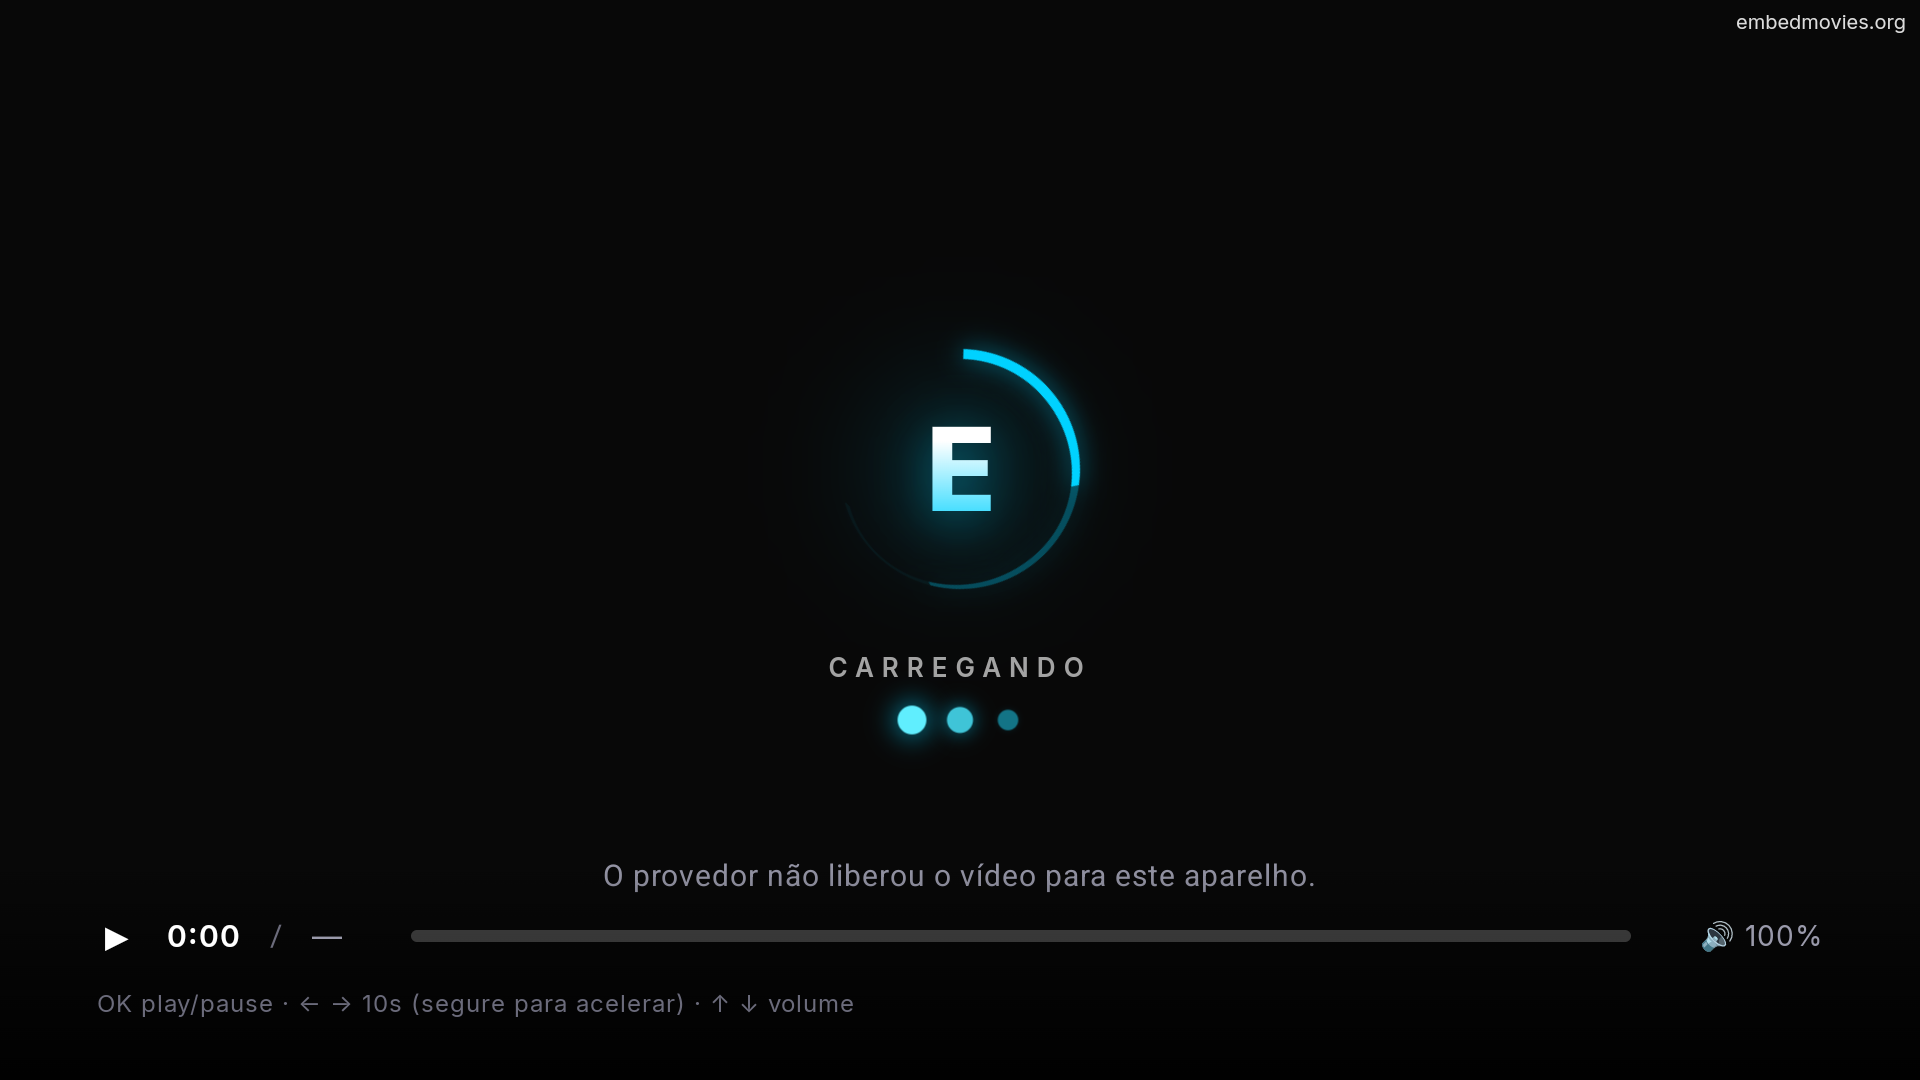 embedmovies.org
E
CARREGANDO
O provedor não liberou o vídeo para este aparelho.
▶ 0:00 / — 🔊 100%
OK play/pause · ← → 10s (segure para acelerar) · ↑ ↓ volume